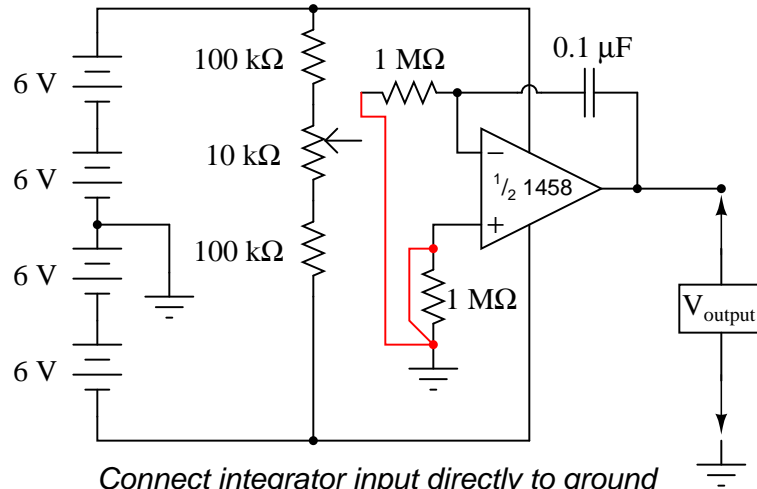 100 kΩ
1 MΩ
0.1 μF
6 V
6 V
10 kΩ
−
1/2 1458
+
6 V
100 kΩ
1 MΩ
Voutput
6 V
Connect integrator input directly to ground